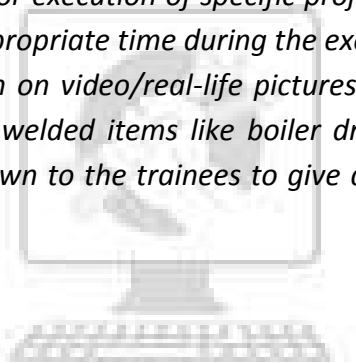 or execution of specific proj
propriate time during the exe
n on video/real-life pictures
welded items like boiler dr
wn to the trainees to give a